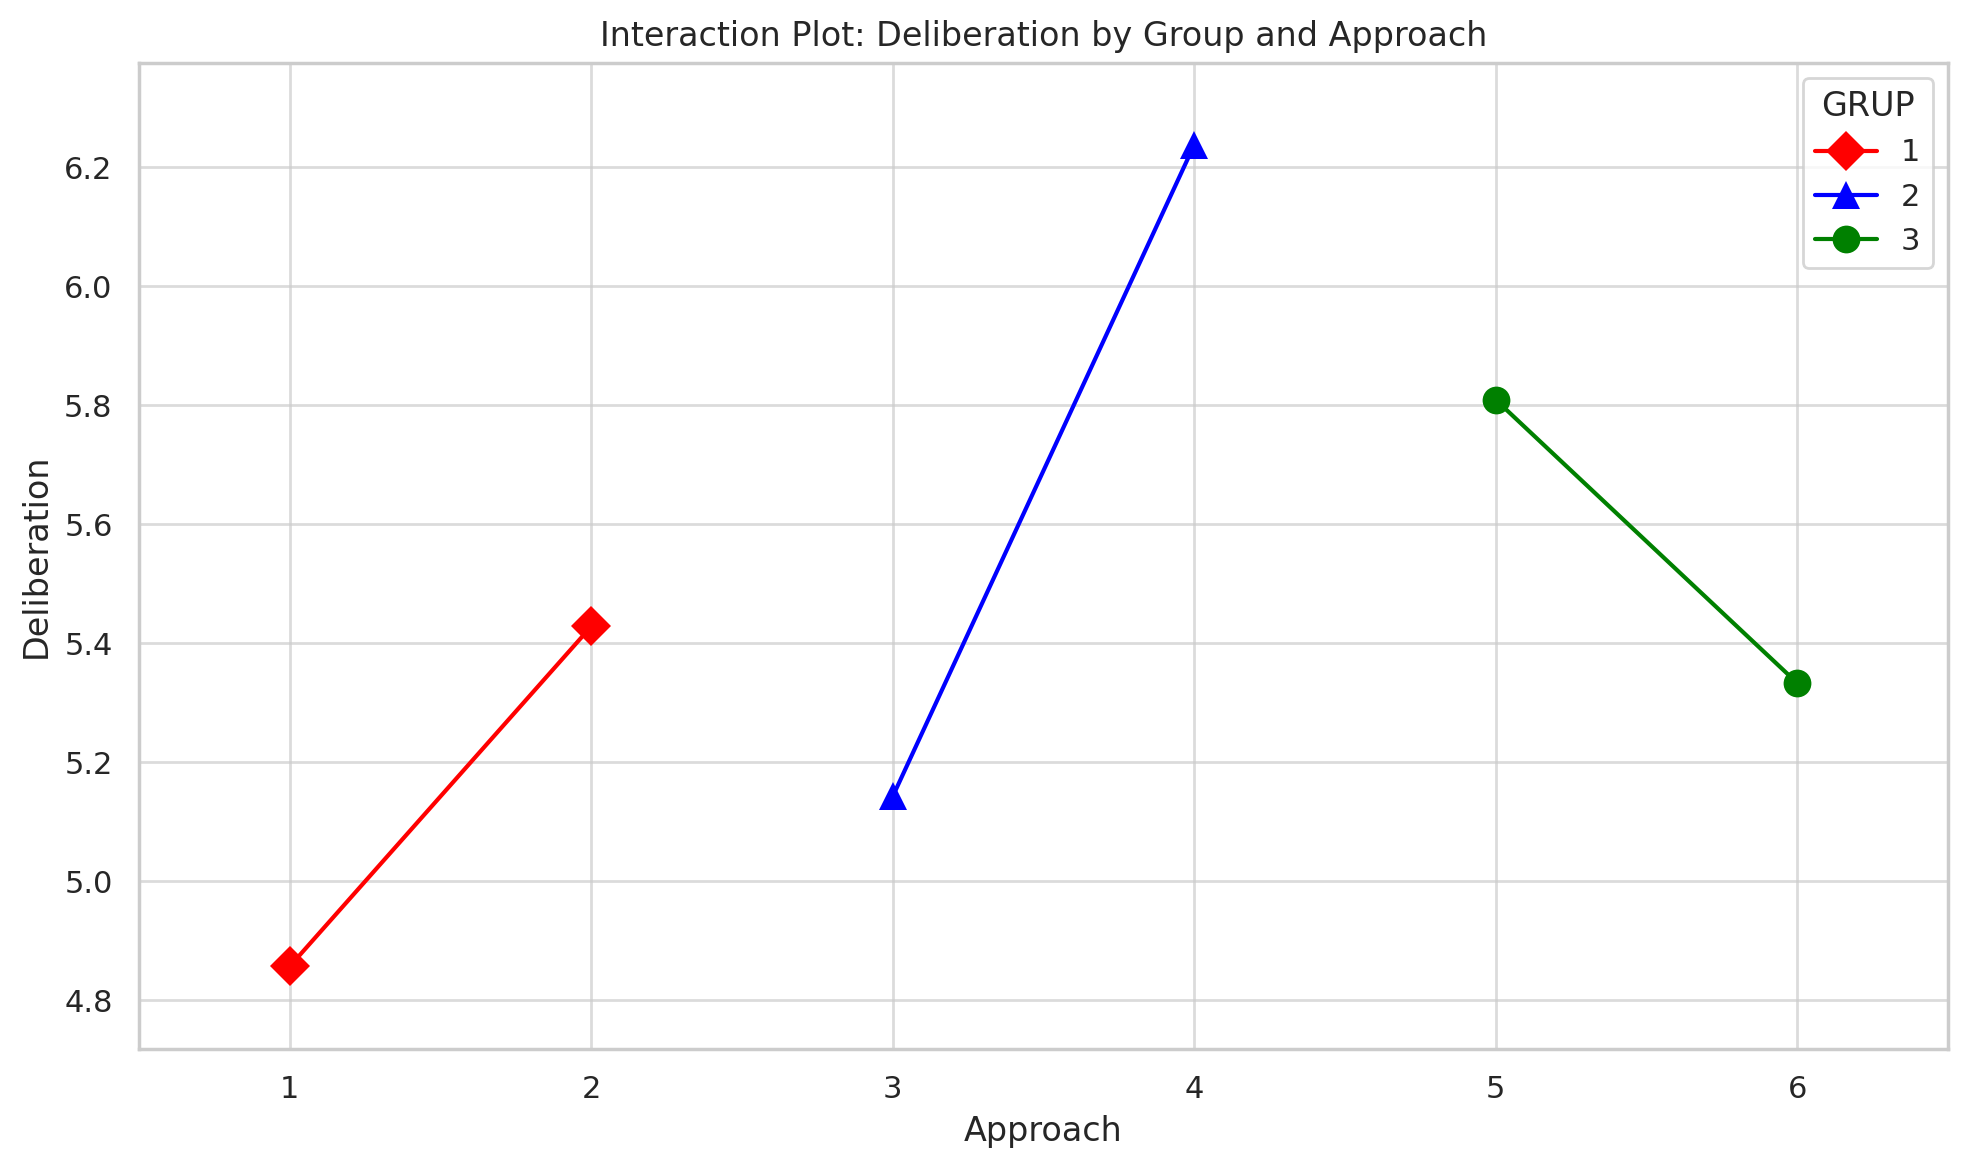 Interaction Plot: Deliberation by Group and Approach
GRUP
1
2
3
6.2
6.0
5.8
5.6
5.4
5.2
5.0
4.8
Deliberation
1 2 3 4 5 6
Approach